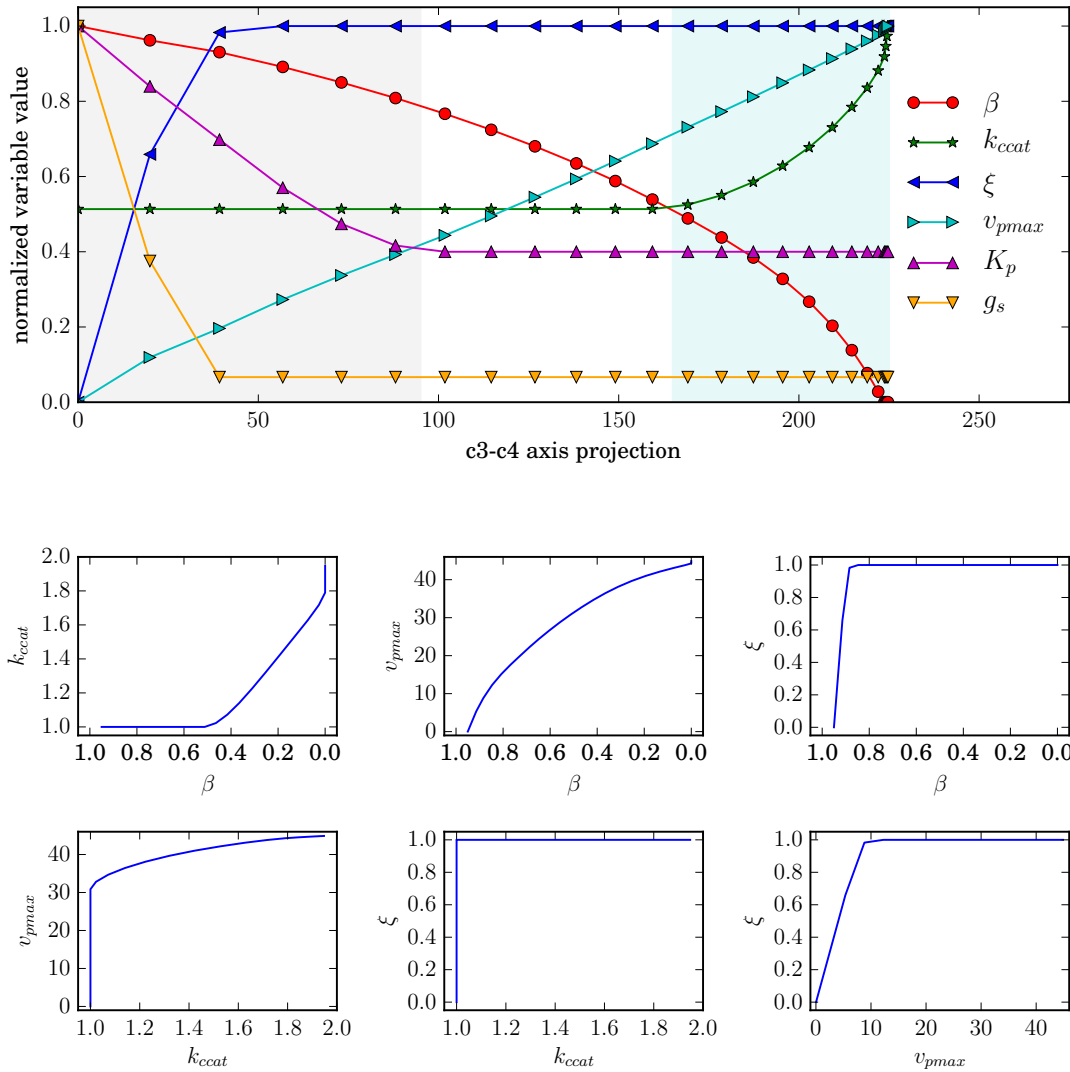 normalized variable value
1.0
0.8
0.6
0.4
0.2
0.0
0 50 100 150 200 250
c3-c4 axis projection
β
k_ccat
ξ
v_pmax
K_p
g_s
k_ccat
2.0
1.8
1.6
1.4
1.2
1.0
1.0 0.8 0.6 0.4 0.2 0.0
β
v_pmax
40
30
20
10
0
1.0 0.8 0.6 0.4 0.2 0.0
β
ξ
1.0
0.8
0.6
0.4
0.2
0.0
1.0 0.8 0.6 0.4 0.2 0.0
β
v_pmax
40
30
20
10
0
1.0 1.2 1.4 1.6 1.8 2.0
k_ccat
ξ
1.0
0.8
0.6
0.4
0.2
0.0
1.0 1.2 1.4 1.6 1.8 2.0
k_ccat
ξ
1.0
0.8
0.6
0.4
0.2
0.0
0 10 20 30 40
v_pmax